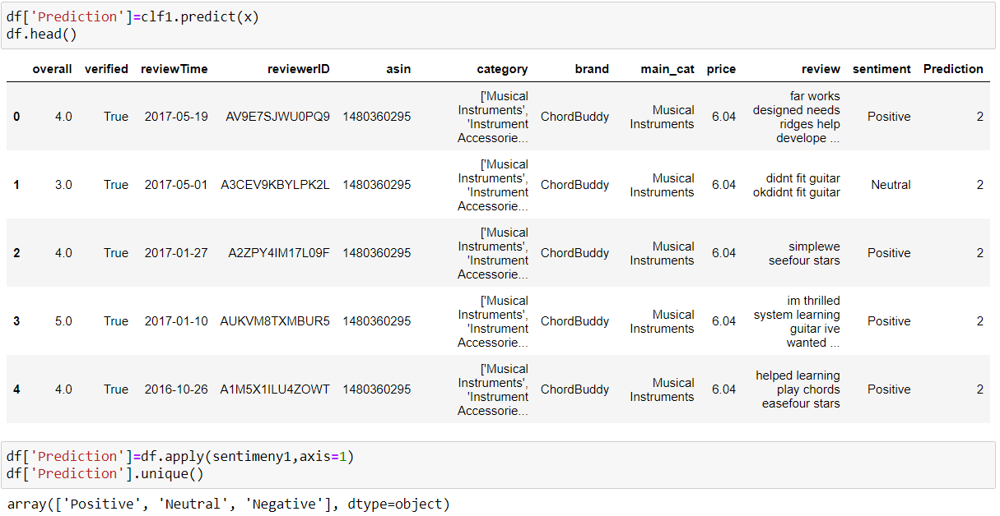 df['Prediction']=clf1.predict(x)
df.head()
overall verified reviewTime reviewerID asin category brand main_cat price review sentiment Prediction
0 4.0 True 2017-05-19 AV9E7SJWU0PQ9 1480360295 ['Musical Instruments', 'Instrument Accessorie... ChordBuddy Musical Instruments 6.04 far works designed needs ridges help develope ... Positive 2
1 3.0 True 2017-05-01 A3CEV9KBYLPK2L 1480360295 ['Musical Instruments', 'Instrument Accessorie... ChordBuddy Musical Instruments 6.04 didnt fit guitar okdidnt fit guitar Neutral 2
2 4.0 True 2017-01-27 A2ZPY4IM17L09F 1480360295 ['Musical Instruments', 'Instrument Accessorie... ChordBuddy Musical Instruments 6.04 simplewe seefour stars Positive 2
3 5.0 True 2017-01-10 AUKVM8TXMBUR5 1480360295 ['Musical Instruments', 'Instrument Accessorie... ChordBuddy Musical Instruments 6.04 im thrilled system learning guitar ive wanted ... Positive 2
4 4.0 True 2016-10-26 A1M5X1ILU4ZOWT 1480360295 ['Musical Instruments', 'Instrument Accessorie... ChordBuddy Musical Instruments 6.04 helped learning play chords easefour stars Positive 2
df['Prediction']=df.apply(sentimeny1,axis=1)
df['Prediction'].unique()
array(['Positive', 'Neutral', 'Negative'], dtype=object)